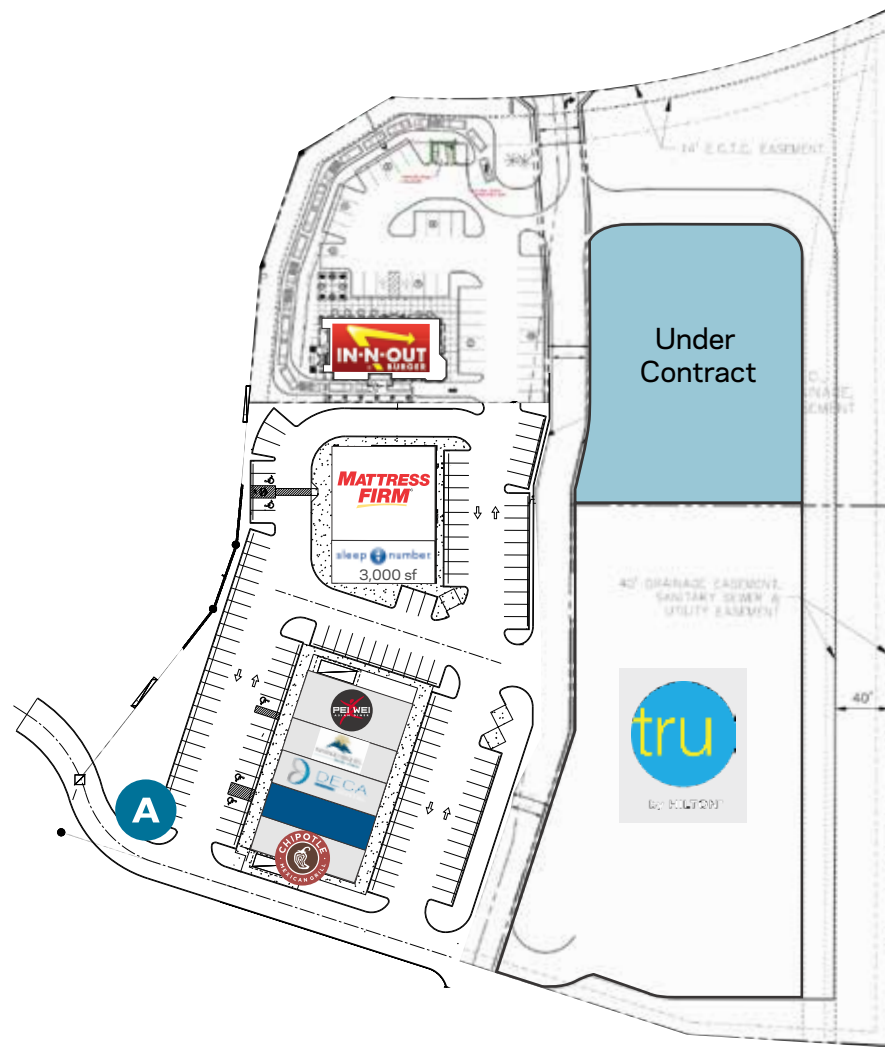 14' E.C.T.C. EASEMENT
IN-N-OUT
BURGER
Under
Contract
MATTRESS
FIRM
sleep number
3,000 sf
40' DRAINAGE EASEMENT,
SANITARY SEWER &
UTILITY EASEMENT
40'
PEI WEI
tru
by HILTON
DECA
A
CHIPOTLE
MEXICAN GRILL